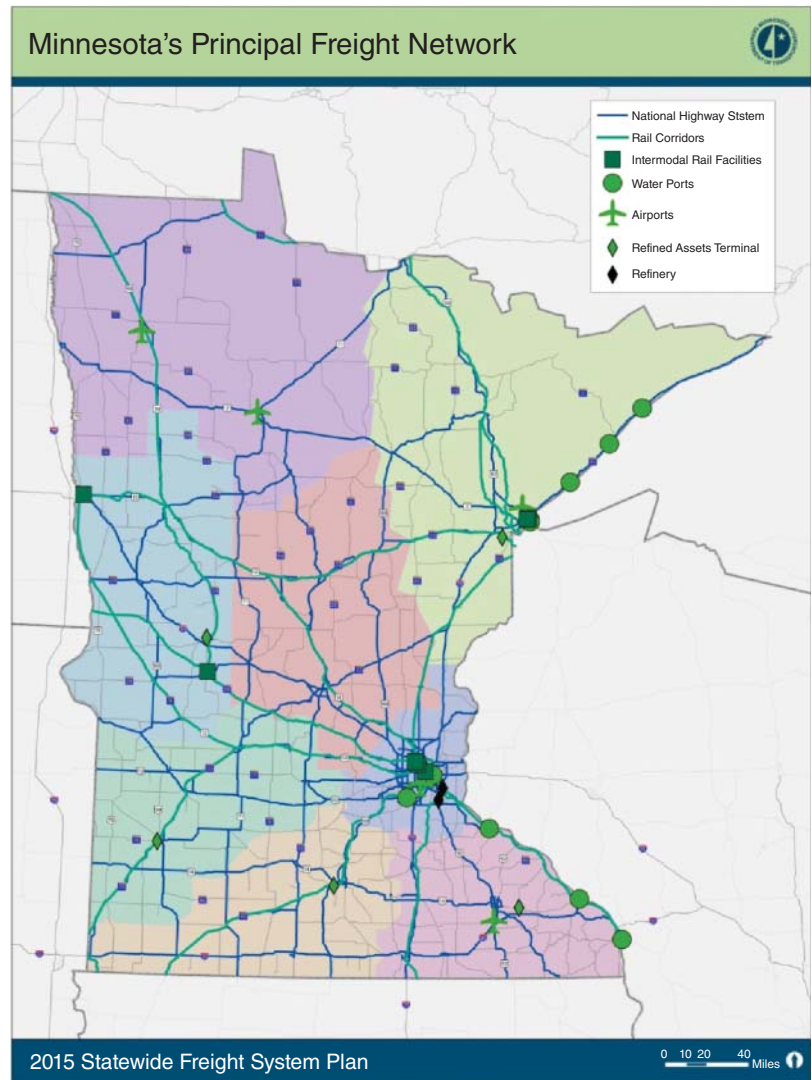 Minnesota's Principal Freight Network
National Highway Ststem
Rail Corridors
Intermodal Rail Facilities
Water Ports
Airports
Refined Assets Terminal
Refinery
2015 Statewide Freight System Plan
0 10 20 40 Miles